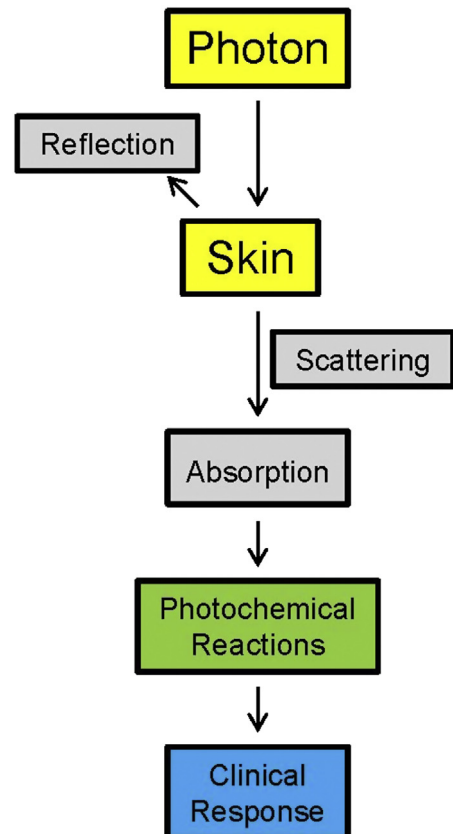 Photon
Reflection
Skin
Scattering
Absorption
Photochemical
Reactions
Clinical
Response